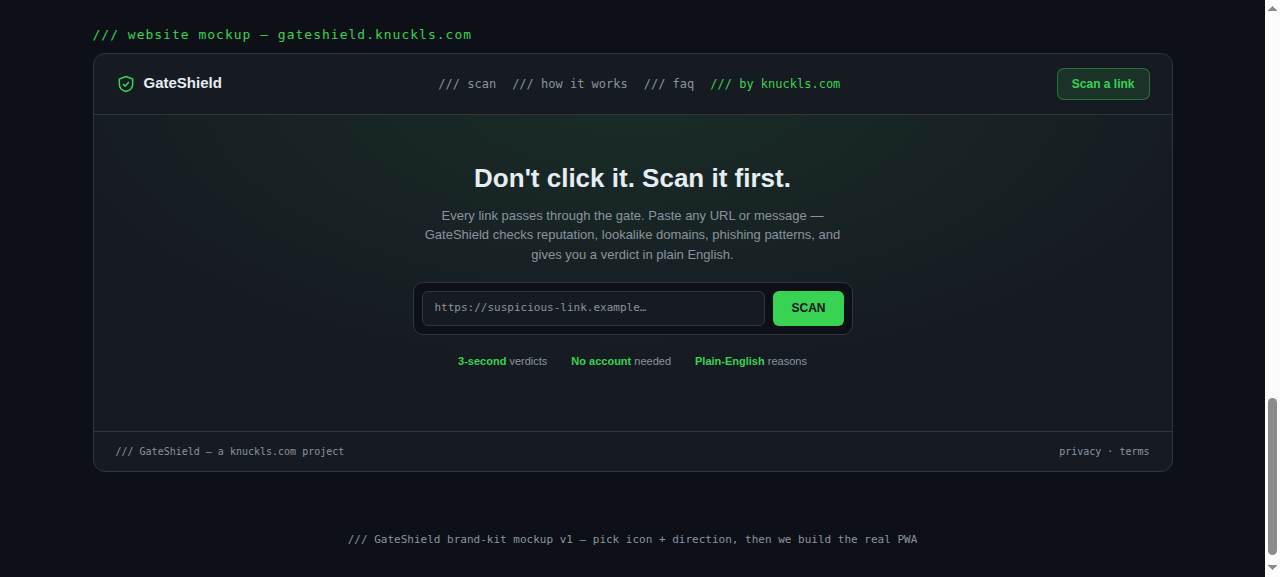 /// website mockup — gateshield.knuckls.com
GateShield
/// scan /// how it works /// faq /// by knuckls.com
Scan a link
Don't click it. Scan it first.
Every link passes through the gate. Paste any URL or message —
GateShield checks reputation, lookalike domains, phishing patterns, and
gives you a verdict in plain English.
https://suspicious-link.example…
SCAN
3-second verdicts No account needed Plain-English reasons
/// GateShield — a knuckls.com project
privacy · terms
/// GateShield brand-kit mockup v1 — pick icon + direction, then we build the real PWA